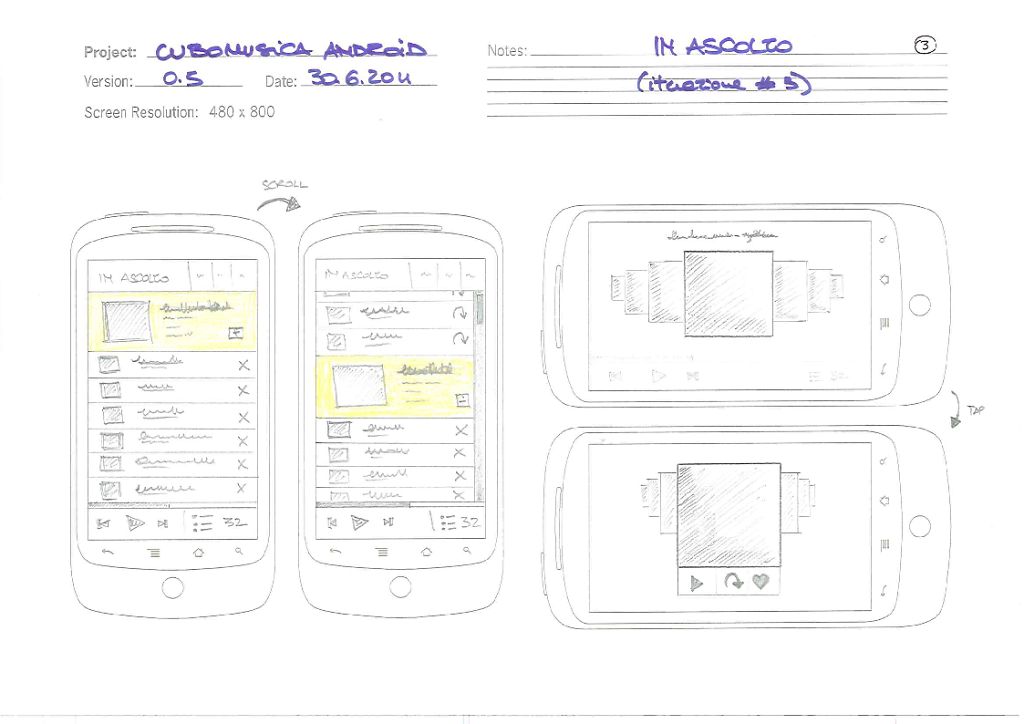 Project: CUBOMUSICA ANDROID
Notes: IN ASCOLTO
3
Version: 0.5 Date: 30.6.2011
(iterazione # 3)
Screen Resolution: 480 x 800
SCROLL
IN ASCOLTO
IN ASCOLTO
32
32
TAP